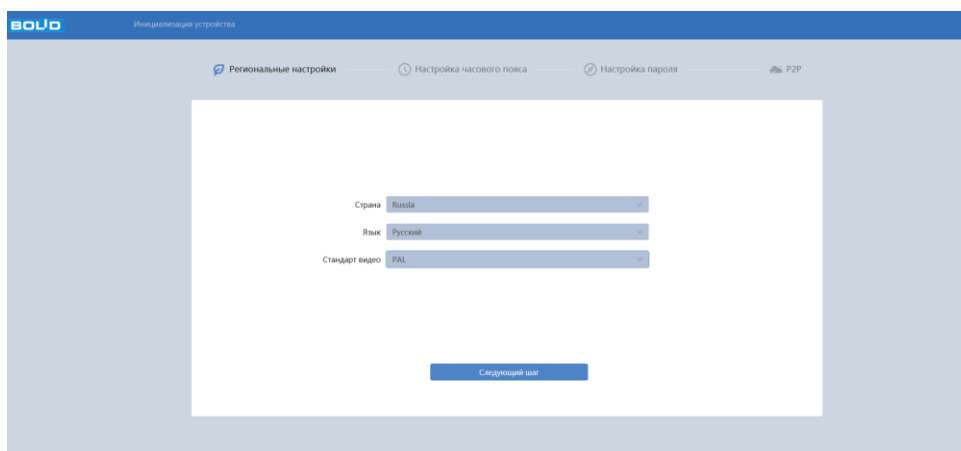 BOLID Инициализация устройства
Региональные настройки Настройка часового пояса Настройка пароля P2P
Страна Russia
Язык Русский
Стандарт видео PAL
Следующий шаг